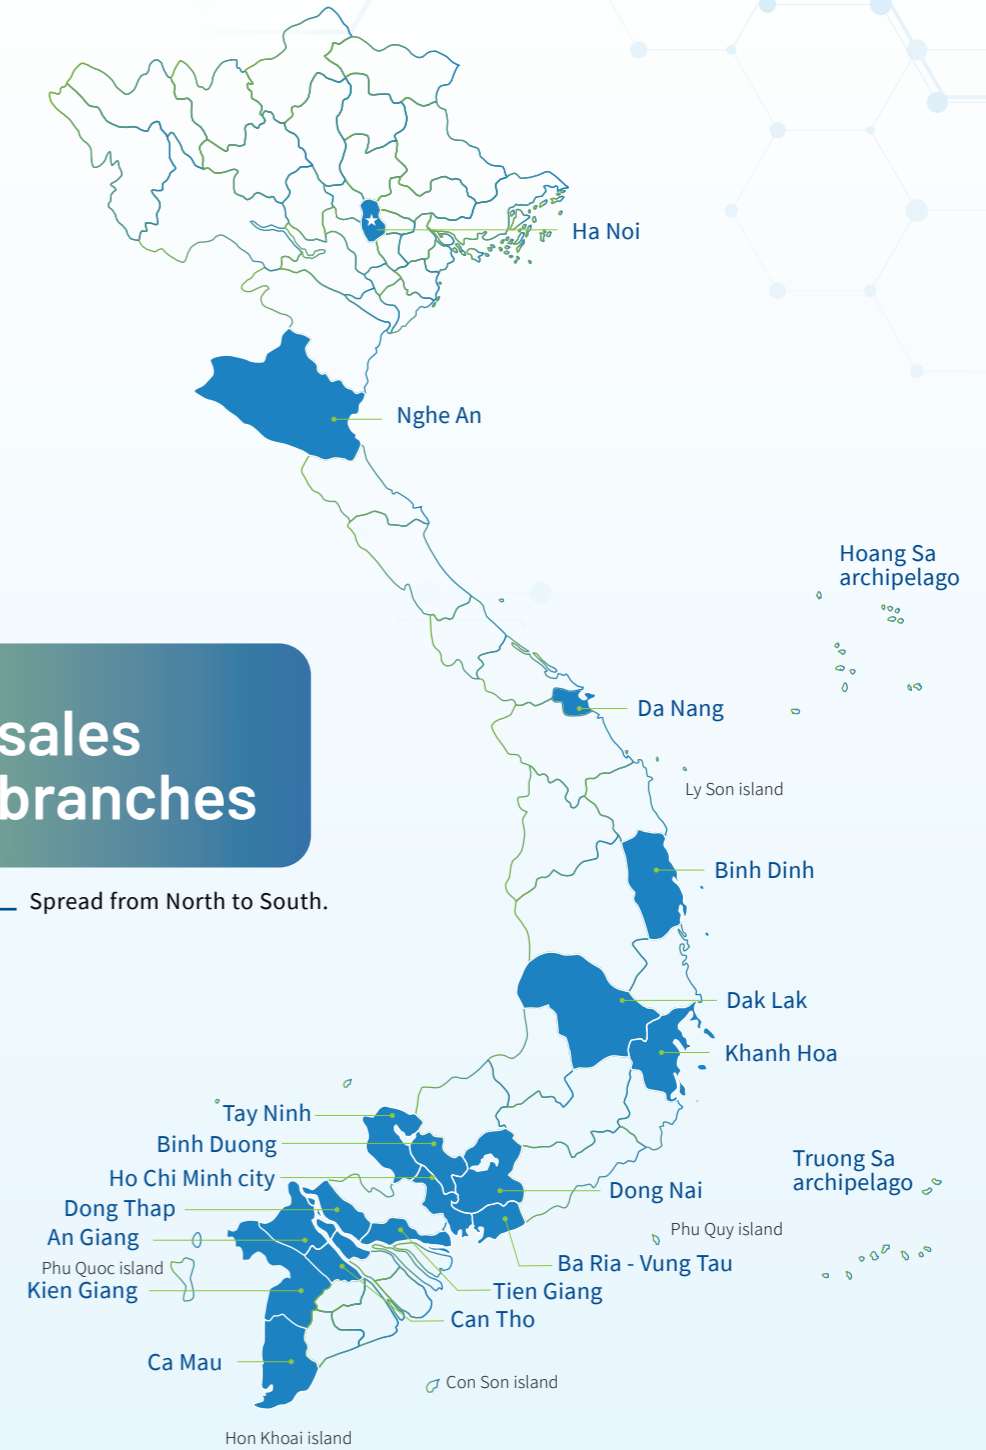 Ha Noi
Nghe An
Hoang Sa
archipelago
sales
branches
Da Nang
Ly Son island
Binh Dinh
Spread from North to South.
Dak Lak
Khanh Hoa
Tay Ninh
Binh Duong
Ho Chi Minh city
Truong Sa
archipelago
Dong Nai
Dong Thap
Phu Quy island
An Giang
Ba Ria - Vung Tau
Phu Quoc island
Kien Giang
Tien Giang
Can Tho
Ca Mau
Con Son island
Hon Khoai island